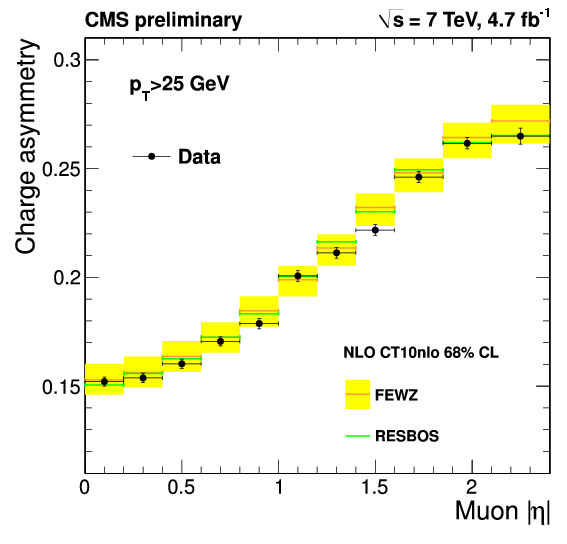 CMS preliminary √s = 7 TeV, 4.7 fb⁻¹
Charge asymmetry
0.3
0.25
0.2
0.15
p_T>25 GeV
Data
NLO CT10nlo 68% CL
FEWZ
RESBOS
0 0.5 1 1.5 2
Muon |η|